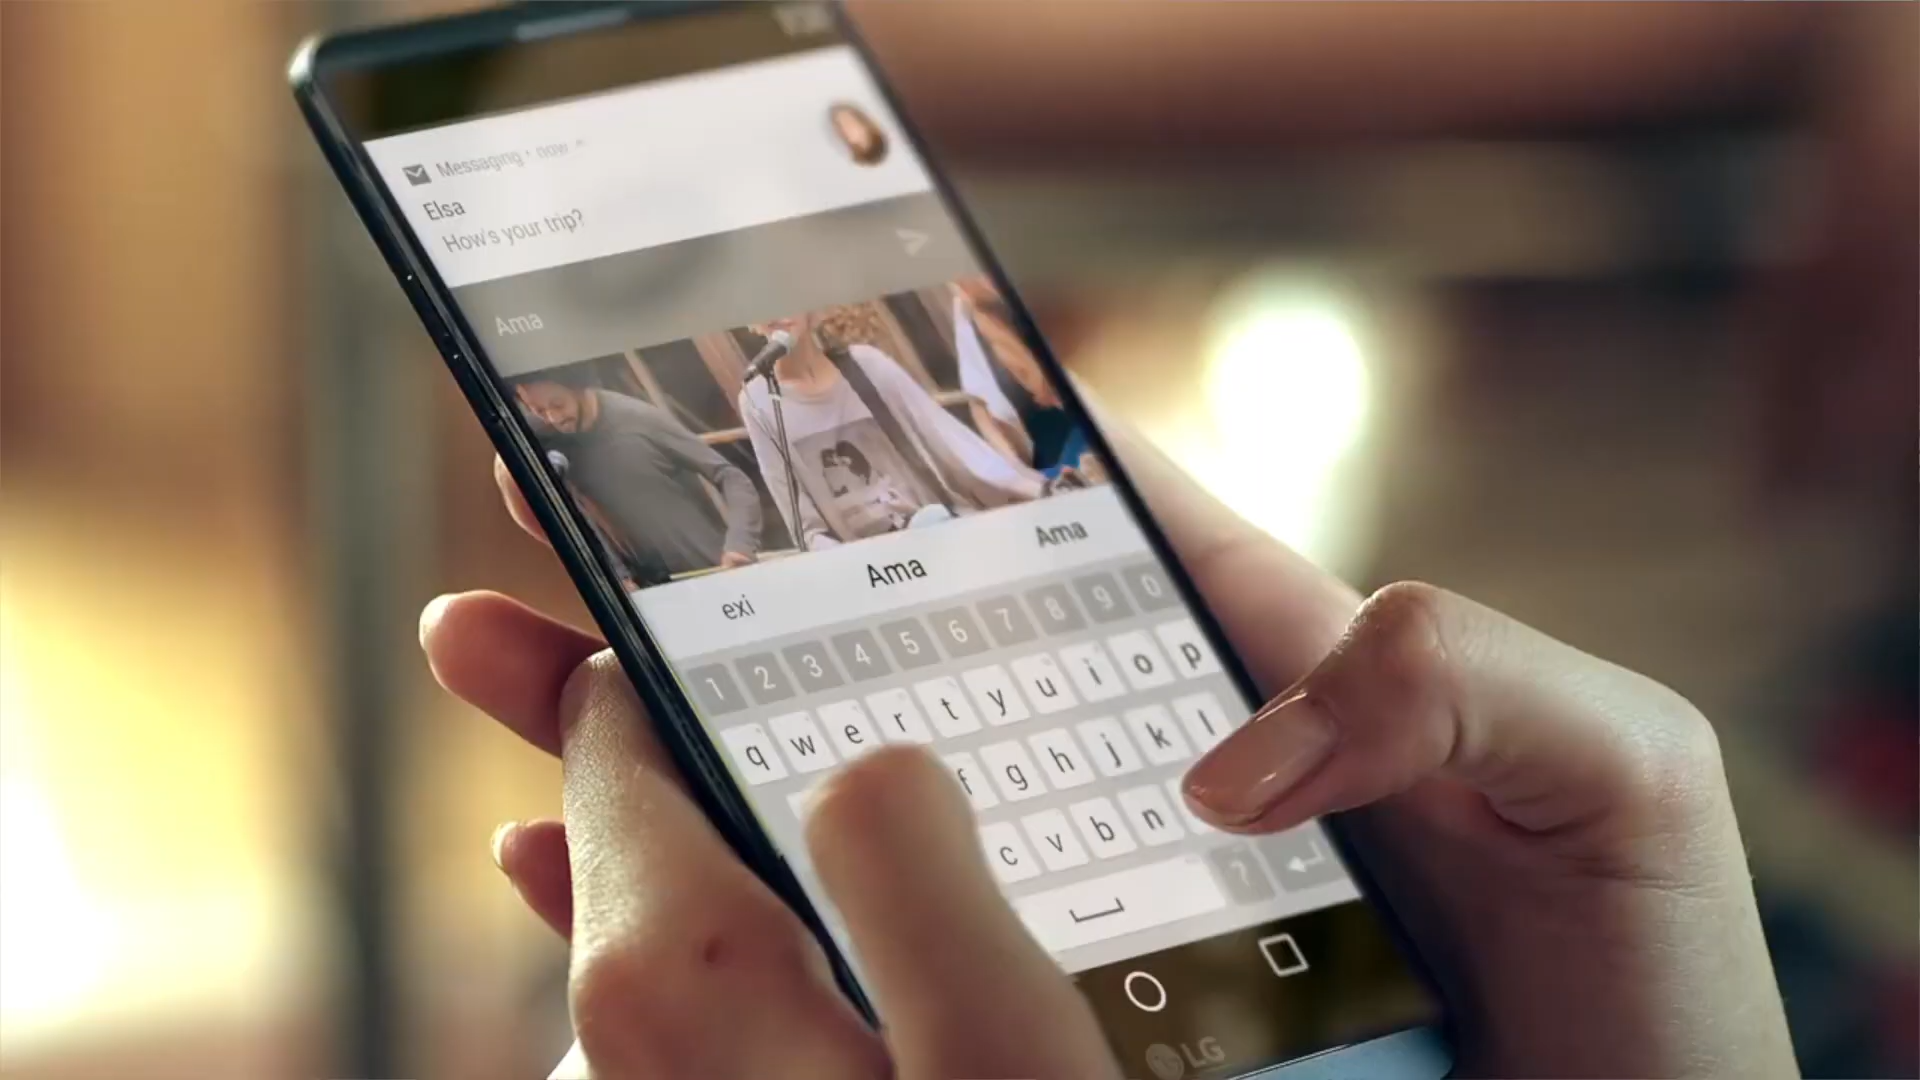 Messaging • now
Elsa
How's your trip?
Ama
exi Ama Ama
1 2 3 4 5 6 7 8 9 0
q w e r t y u i o p
f g h j k l
c v b n
?
LG